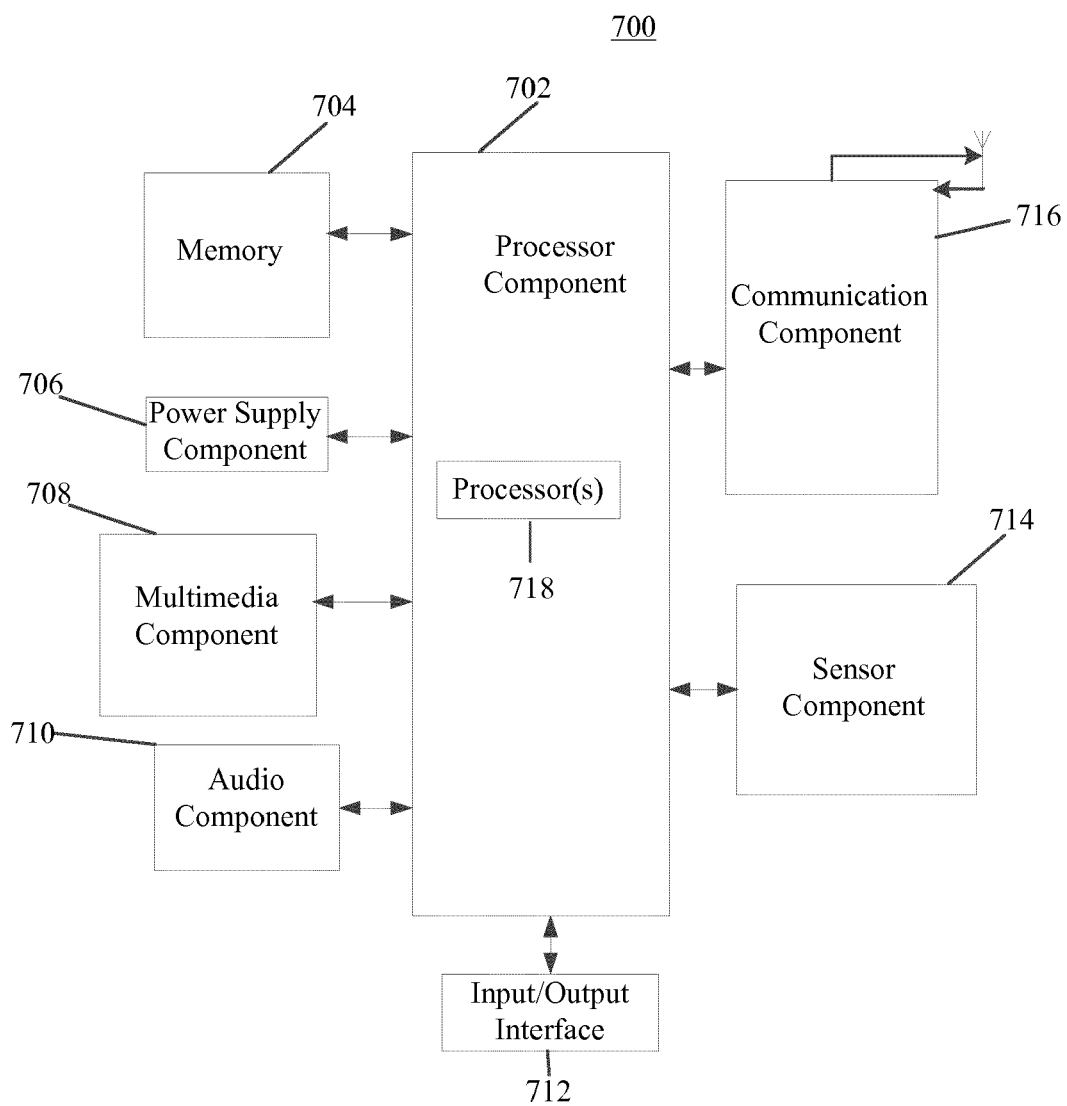 700
702
704
Memory
Processor
Component
716
Communication
Component
706
Power Supply
Component
Processor(s)
718
708
Multimedia
Component
714
Sensor
Component
710
Audio
Component
Input/Output
Interface
712